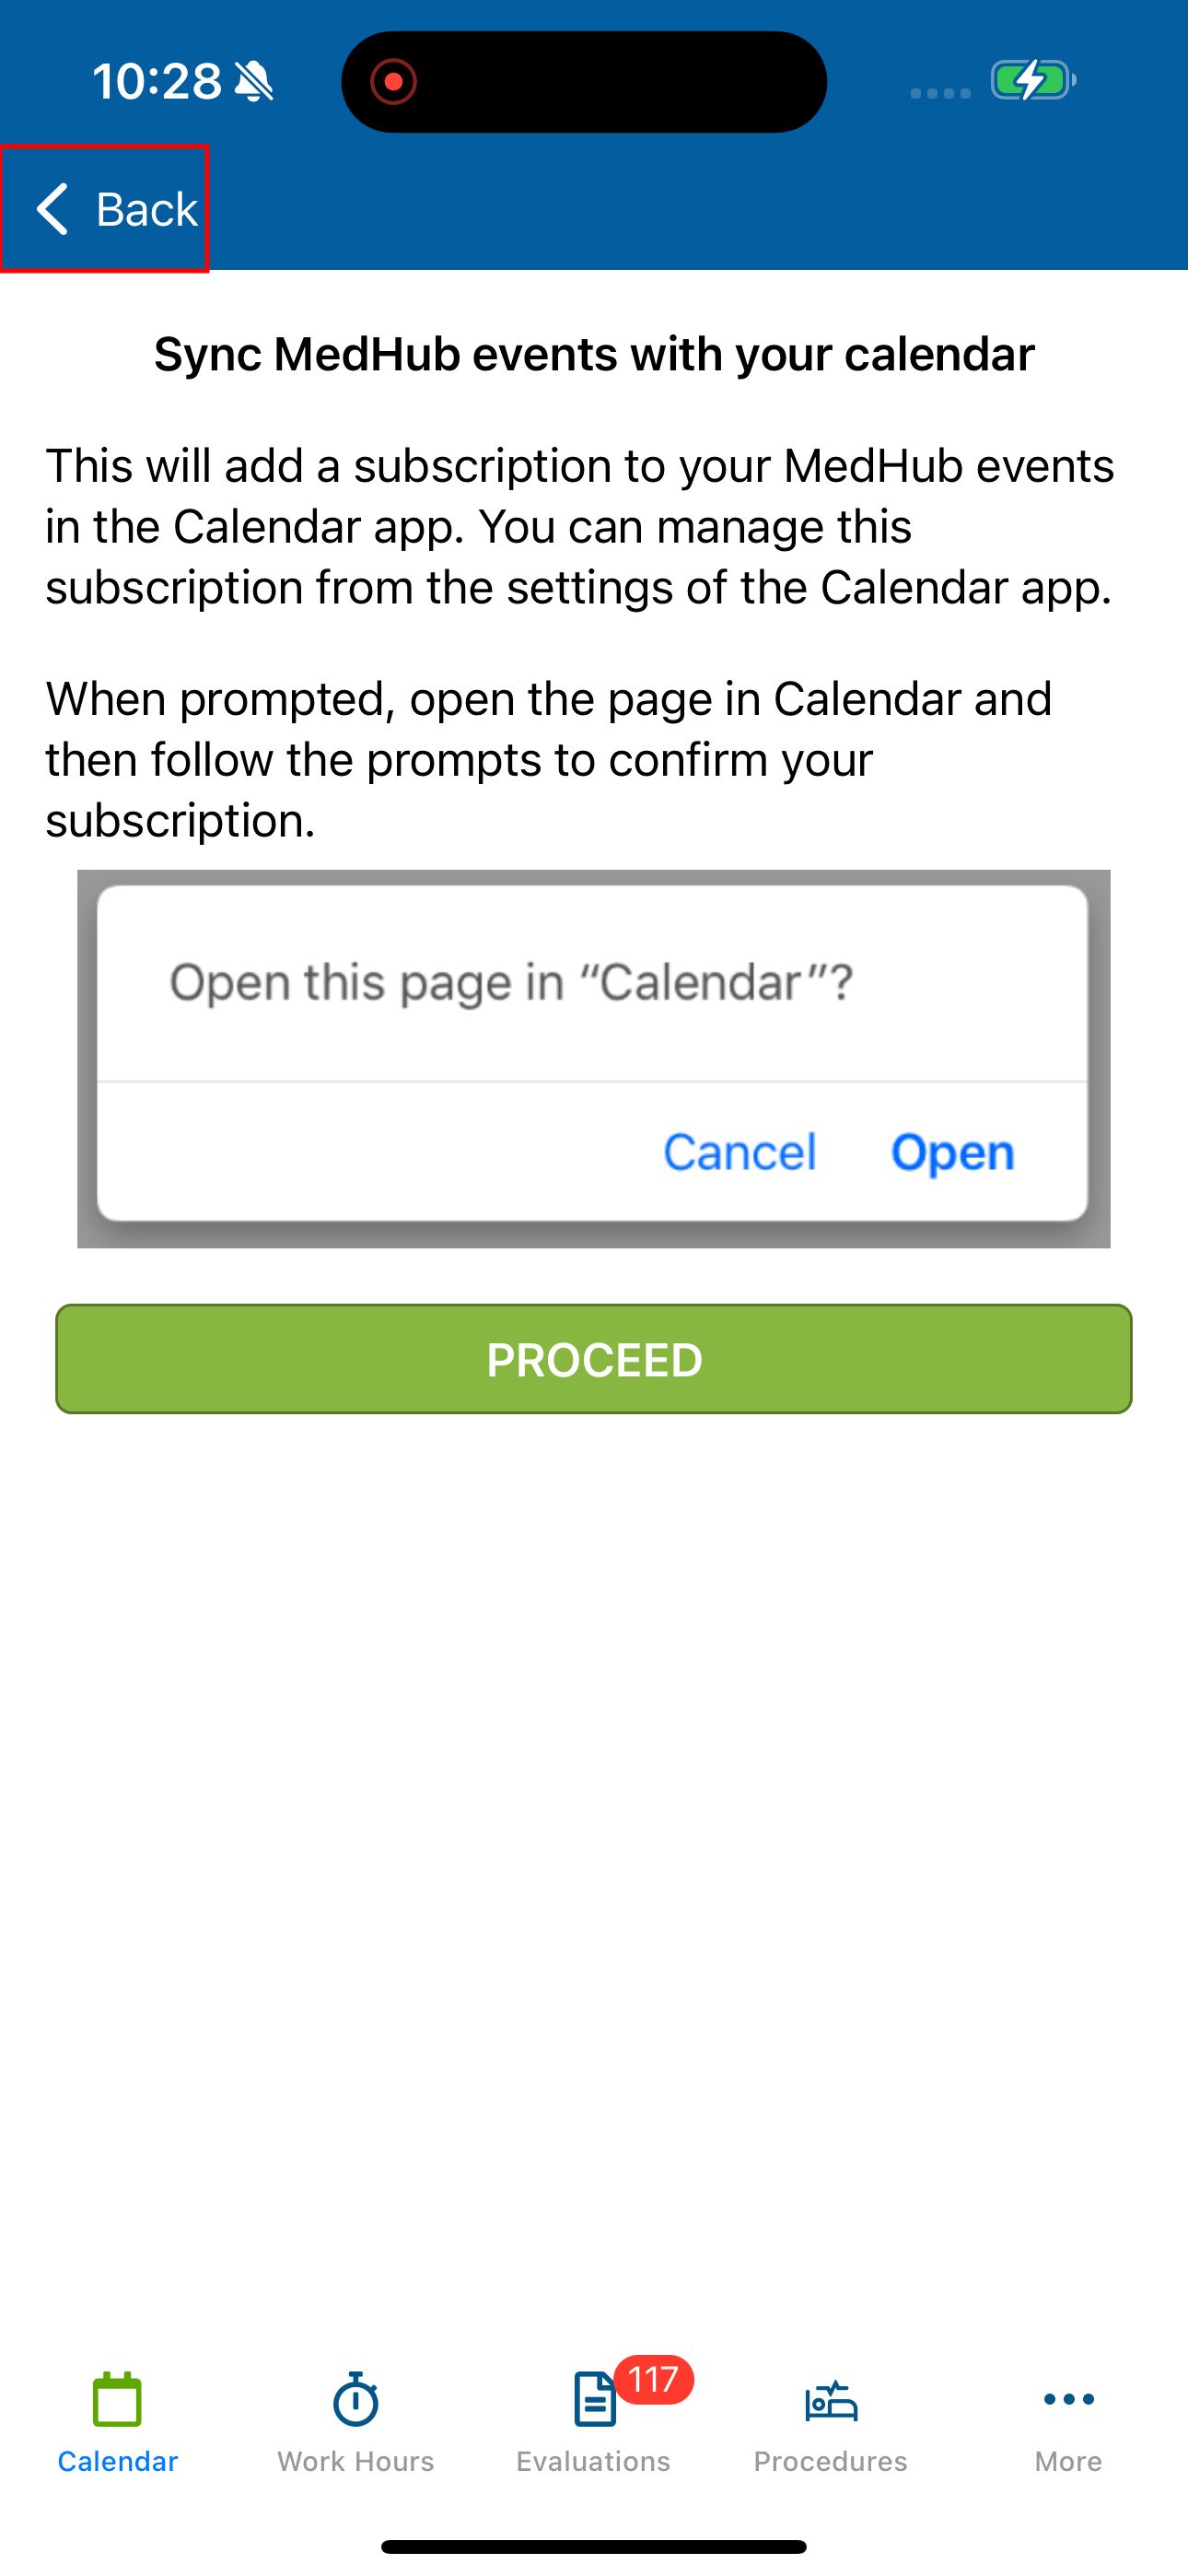 10:28
Back
Sync MedHub events with your calendar
This will add a subscription to your MedHub events
in the Calendar app. You can manage this
subscription from the settings of the Calendar app.
When prompted, open the page in Calendar and
then follow the prompts to confirm your
subscription.
Open this page in “Calendar”?
Cancel Open
PROCEED
117
Calendar Work Hours Evaluations Procedures More